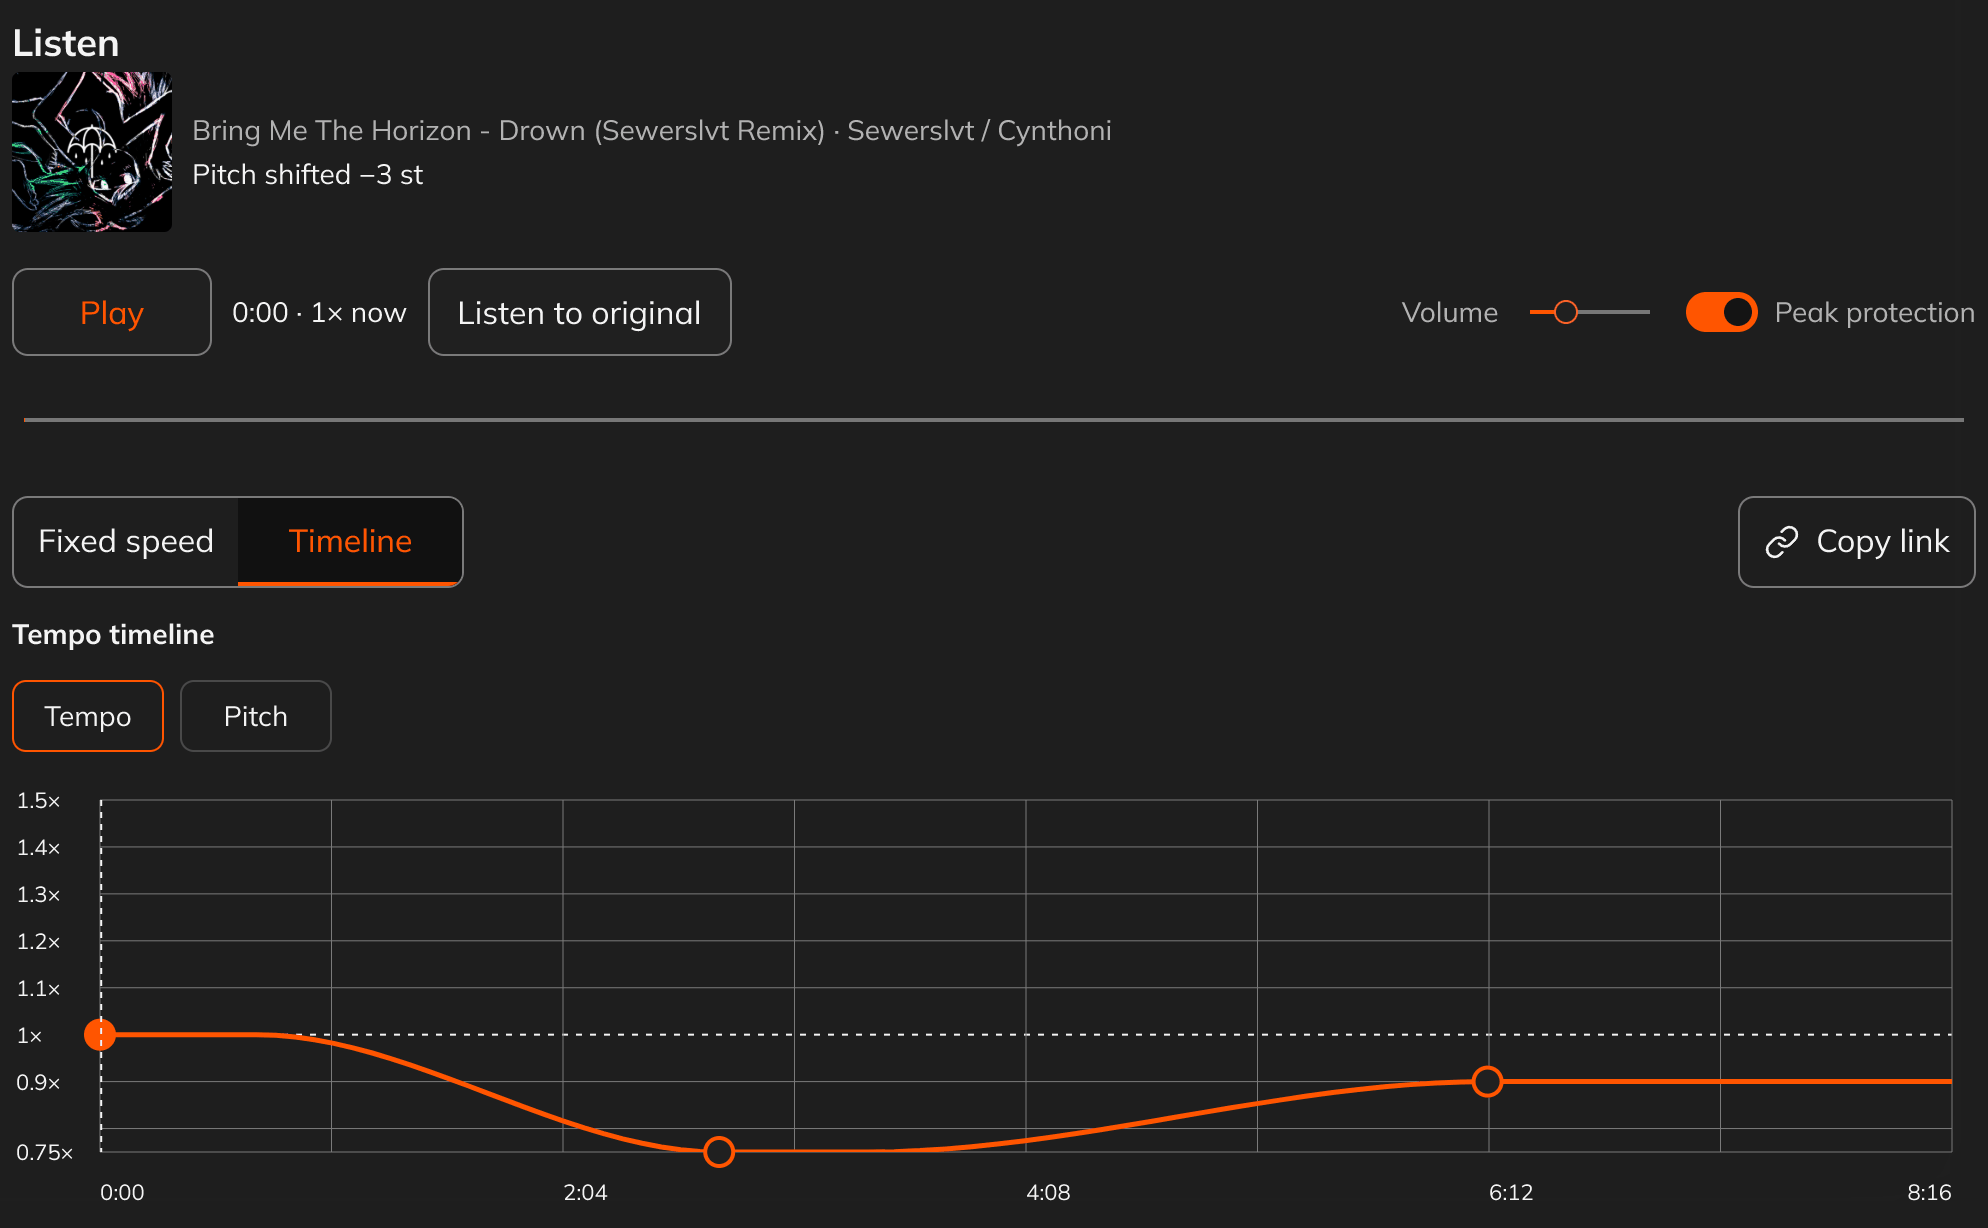 Listen
Bring Me The Horizon - Drown (Sewerslvt Remix) · Sewerslvt / Cynthoni
Pitch shifted −3 st
Play
0:00 · 1× now
Listen to original
Volume
Peak protection
Fixed speed
Timeline
Copy link
Tempo timeline
Tempo
Pitch
1.5×
1.4×
1.3×
1.2×
1.1×
1×
0.9×
0.75×
0:00
2:04
4:08
6:12
8:16